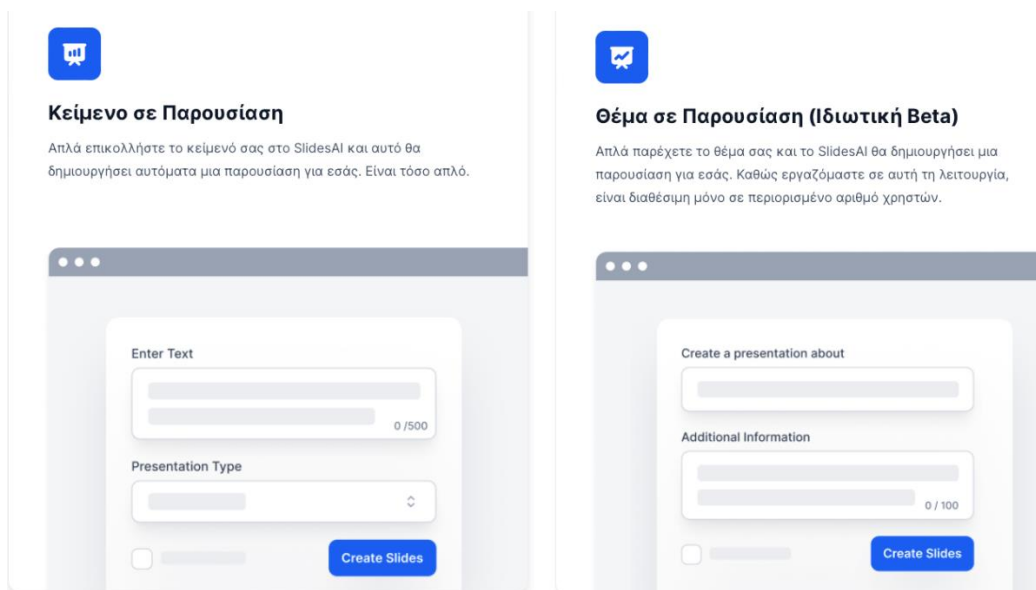 Κείμενο σε Παρουσίαση
Απλά επικολλήστε το κείμενό σας στο SlidesAI και αυτό θα
δημιουργήσει αυτόματα μια παρουσίαση για εσάς. Είναι τόσο απλό.
Enter Text
0 /500
Presentation Type
Create Slides
Θέμα σε Παρουσίαση (Ιδιωτική Beta)
Απλά παρέχετε το θέμα σας και το SlidesAI θα δημιουργήσει μια
παρουσίαση για εσάς. Καθώς εργαζόμαστε σε αυτή τη λειτουργία,
είναι διαθέσιμη μόνο σε περιορισμένο αριθμό χρηστών.
Create a presentation about
Additional Information
0 / 100
Create Slides